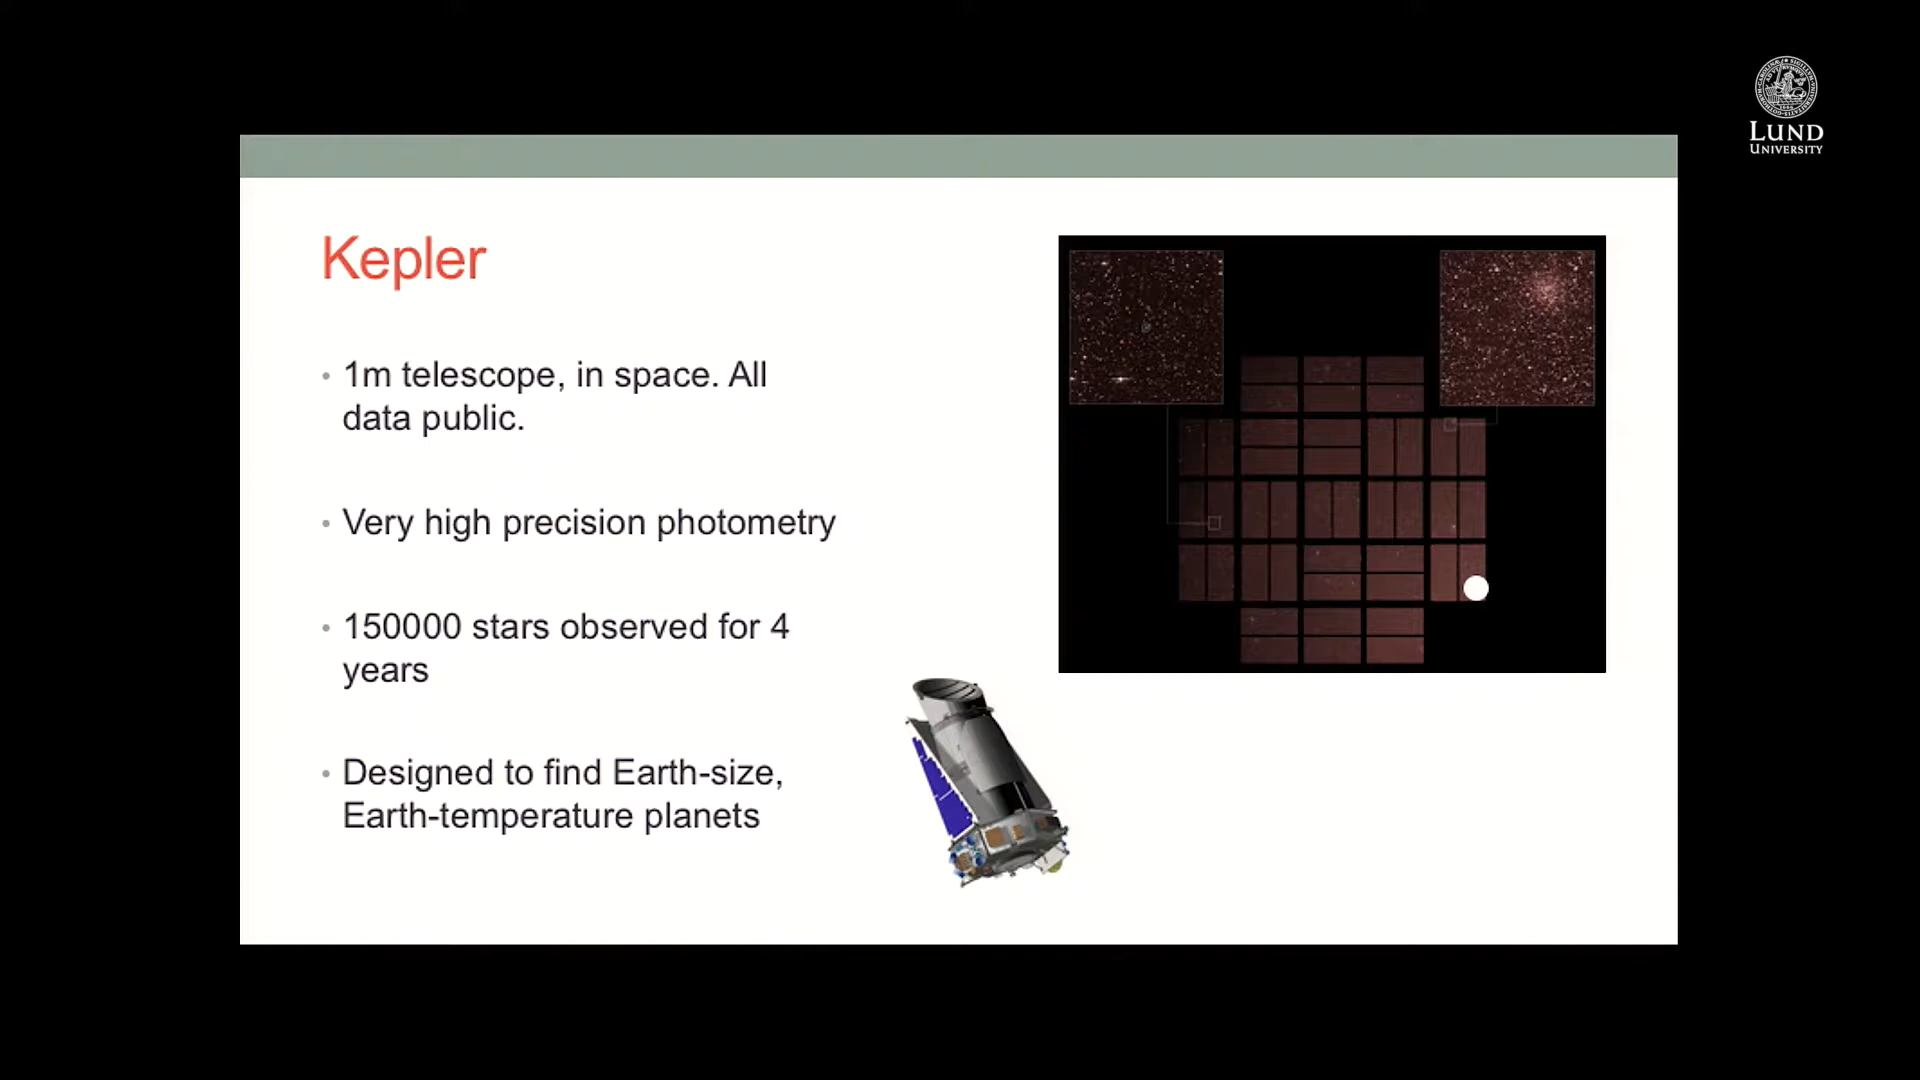 LUND
UNIVERSITY
Kepler
• 1m telescope, in space. All
data public.
• Very high precision photometry
• 150000 stars observed for 4
years
• Designed to find Earth-size,
Earth-temperature planets